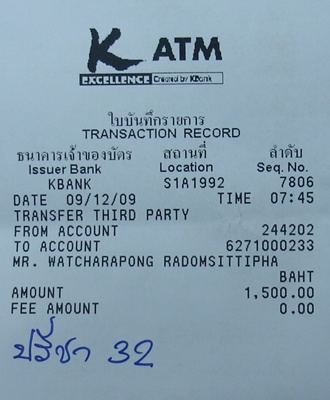 K ATM
EXCELLENCE Created by KBank
ใบบันทึกรายการ
TRANSACTION RECORD
ธนาคารเจ้าของบัตร สถานที่ ลำดับ
Issuer Bank Location Seq. No.
KBANK S1A1992 7806
DATE 09/12/09 TIME 07:45
TRANSFER THIRD PARTY
FROM ACCOUNT 244202
TO ACCOUNT 6271000233
MR. WATCHARAPONG RADOMSITTIPHA
BAHT
AMOUNT 1,500.00
FEE AMOUNT 0.00
ปรีชา 32